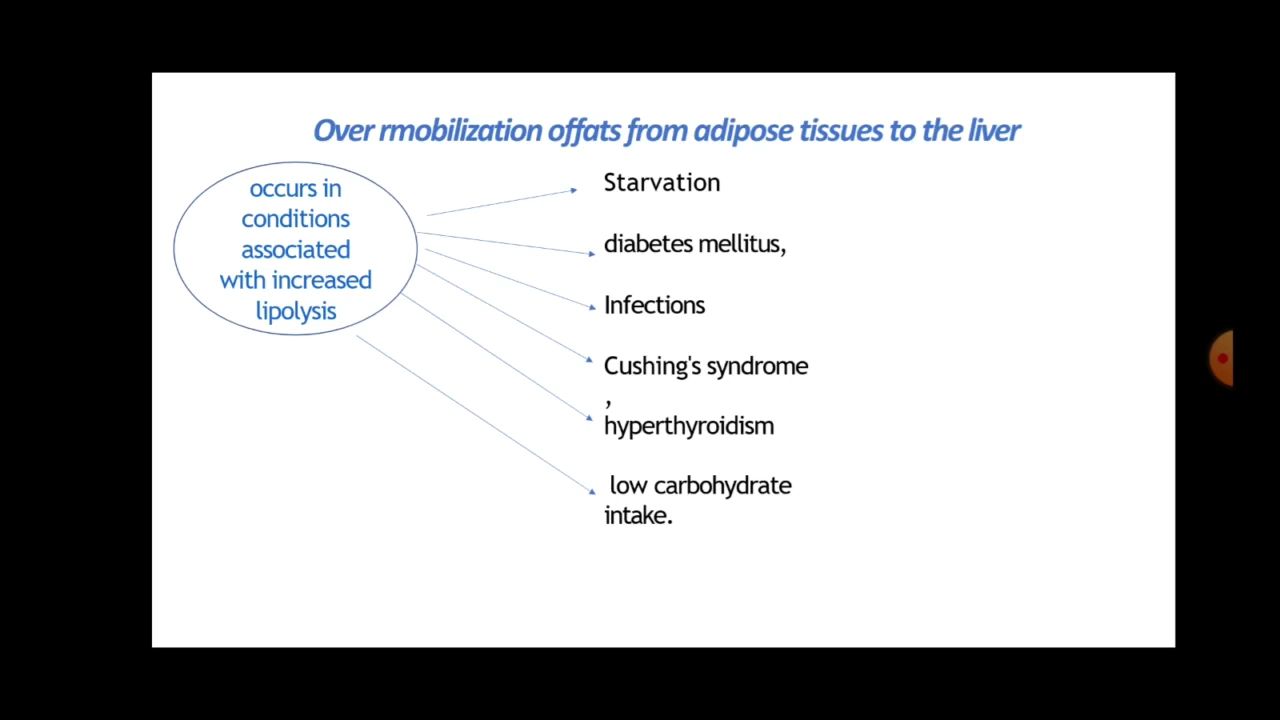 Over rmobilization offats from adipose tissues to the liver
occurs in
conditions
associated
with increased
lipolysis
Starvation
diabetes mellitus,
Infections
Cushing's syndrome
,
hyperthyroidism
low carbohydrate
intake.